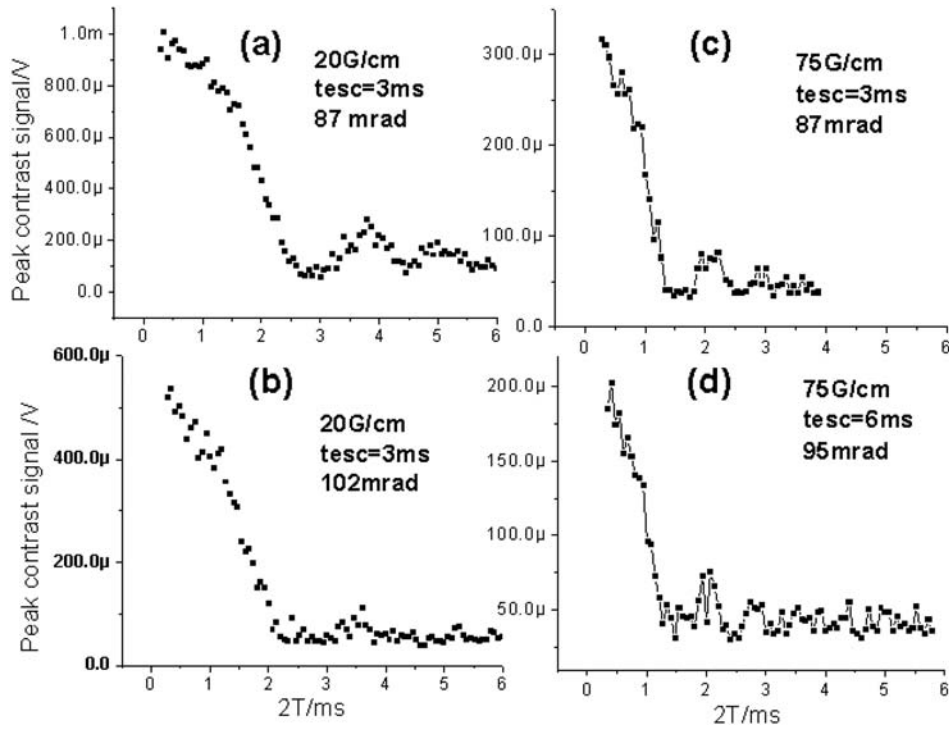 Peak contrast signal/V
1.0m
800.0µ
600.0µ
400.0µ
200.0µ
0.0
(a)
20G/cm
tesc=3ms
87 mrad
0 1 2 3 4 5 6
300.0µ
200.0µ
100.0µ
0.0
(c)
75G/cm
tesc=3ms
87mrad
0 1 2 3 4 5 6
Peak contrast signal /V
600.0µ
400.0µ
200.0µ
0.0
(b)
20G/cm
tesc=3ms
102mrad
0 1 2 3 4 5 6
2T/ms
200.0µ
150.0µ
100.0µ
50.0µ
(d)
75G/cm
tesc=6ms
95mrad
0 1 2 3 4 5 6
2T/ms